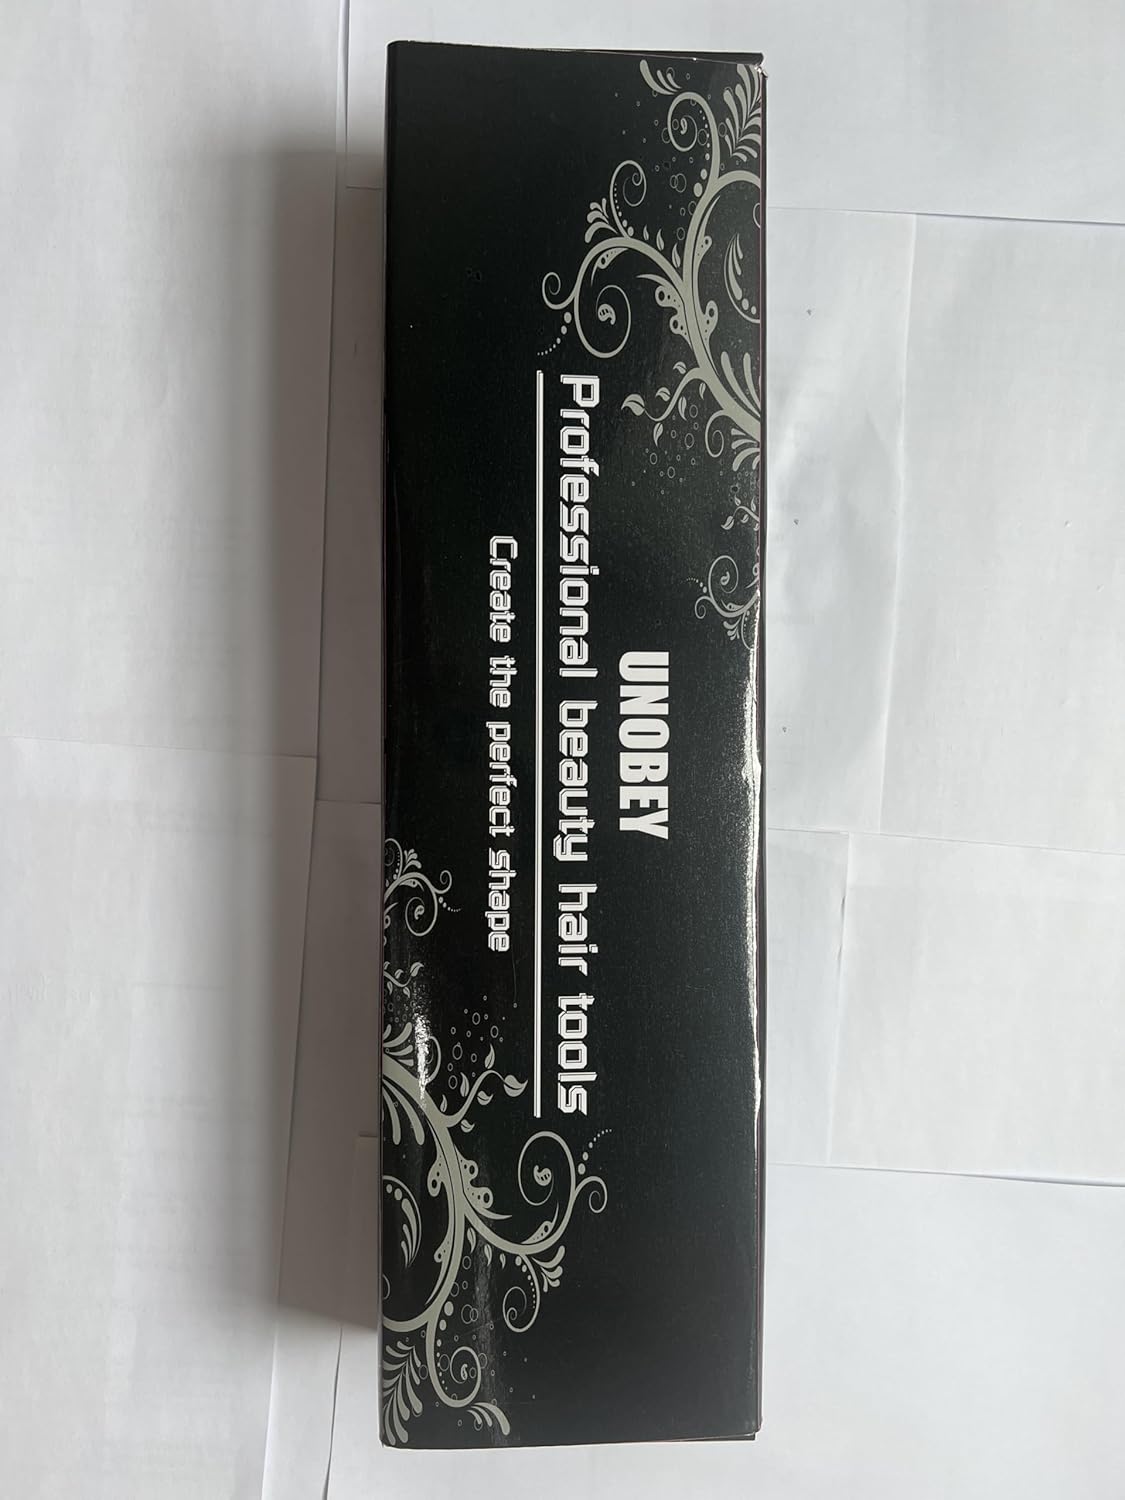 UNOBEY
Professional beauty hair tools
Create the perfect shape